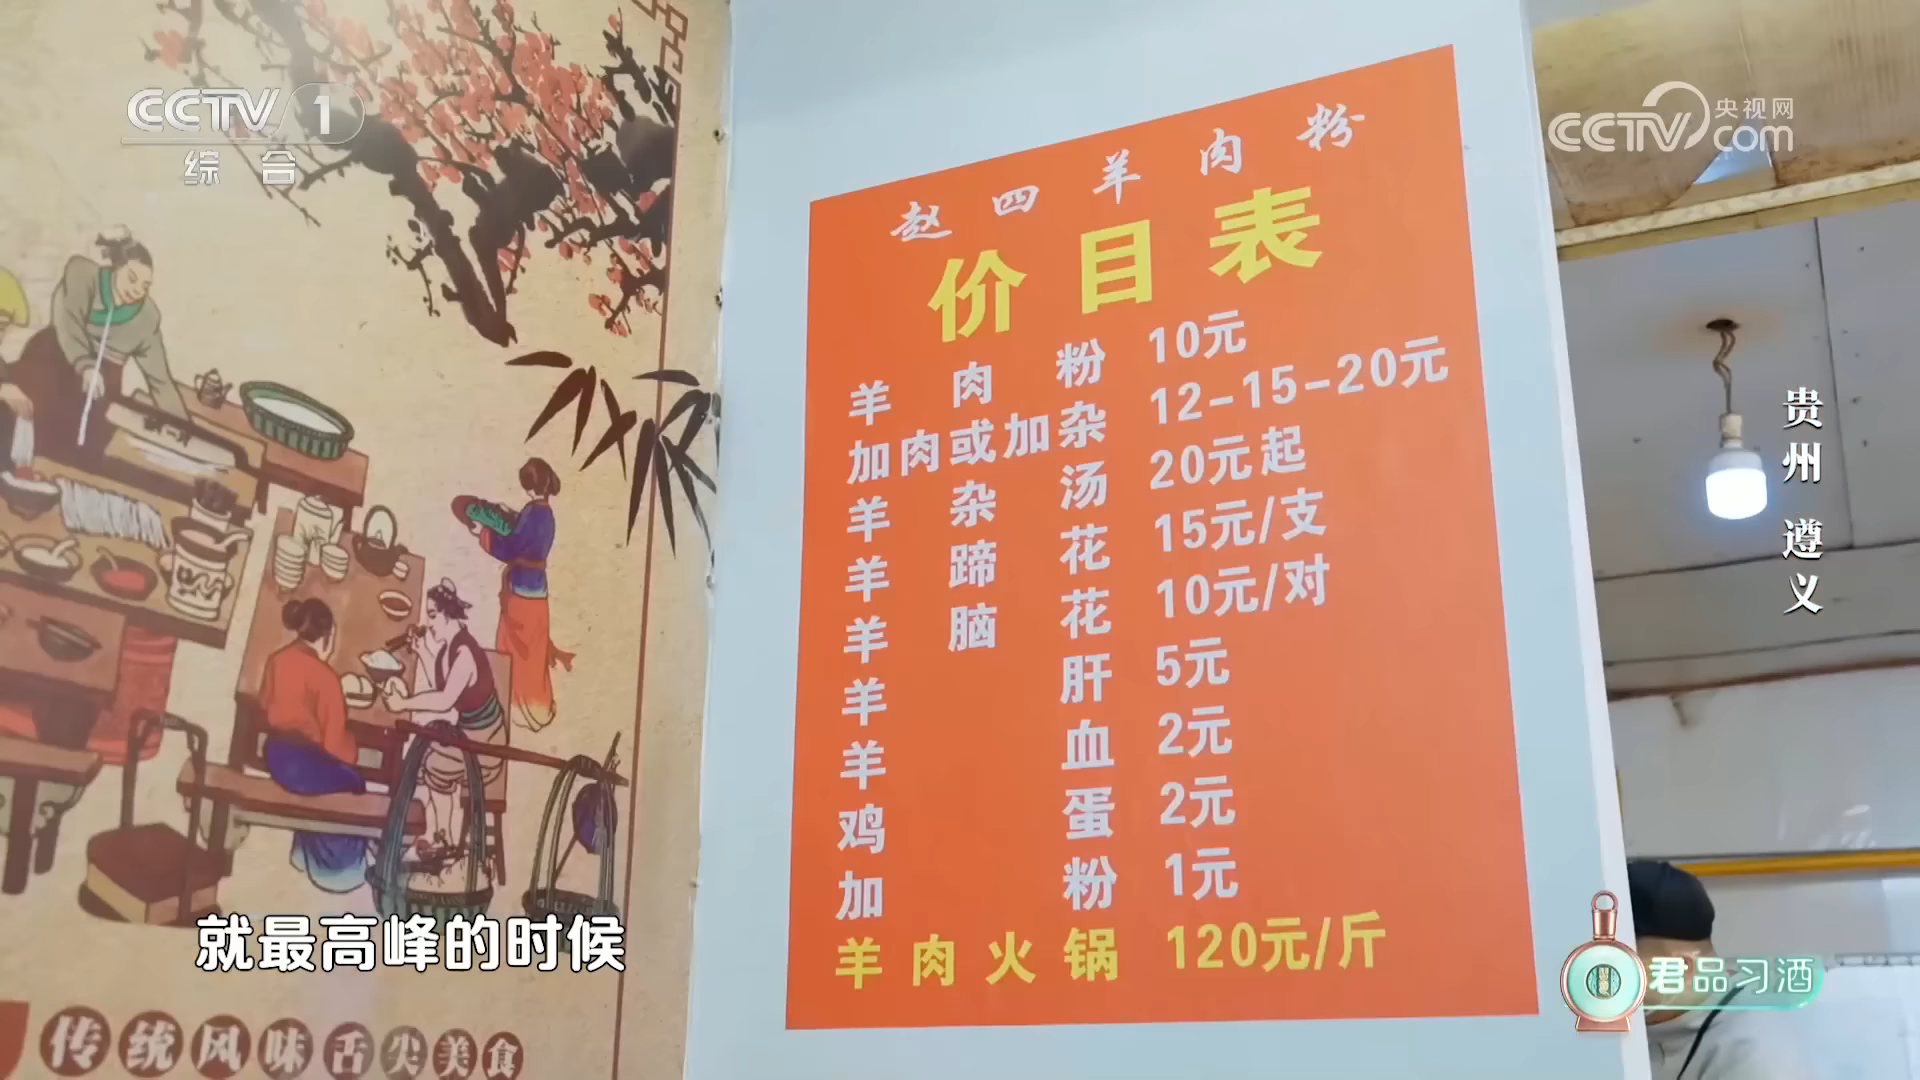 CCTV 1
综 合
央视网
CCTV.com
赵四羊肉粉
价目表
羊肉粉 10元
加肉或加杂 12-15-20元
羊杂汤 20元起
羊蹄花 15元/支
羊脑花 10元/对
羊肝 5元
羊血 2元
鸡蛋 2元
加粉 1元
羊肉火锅 120元/斤
贵州 遵义
就最高峰的时候
君品习酒
传统风味舌尖美食